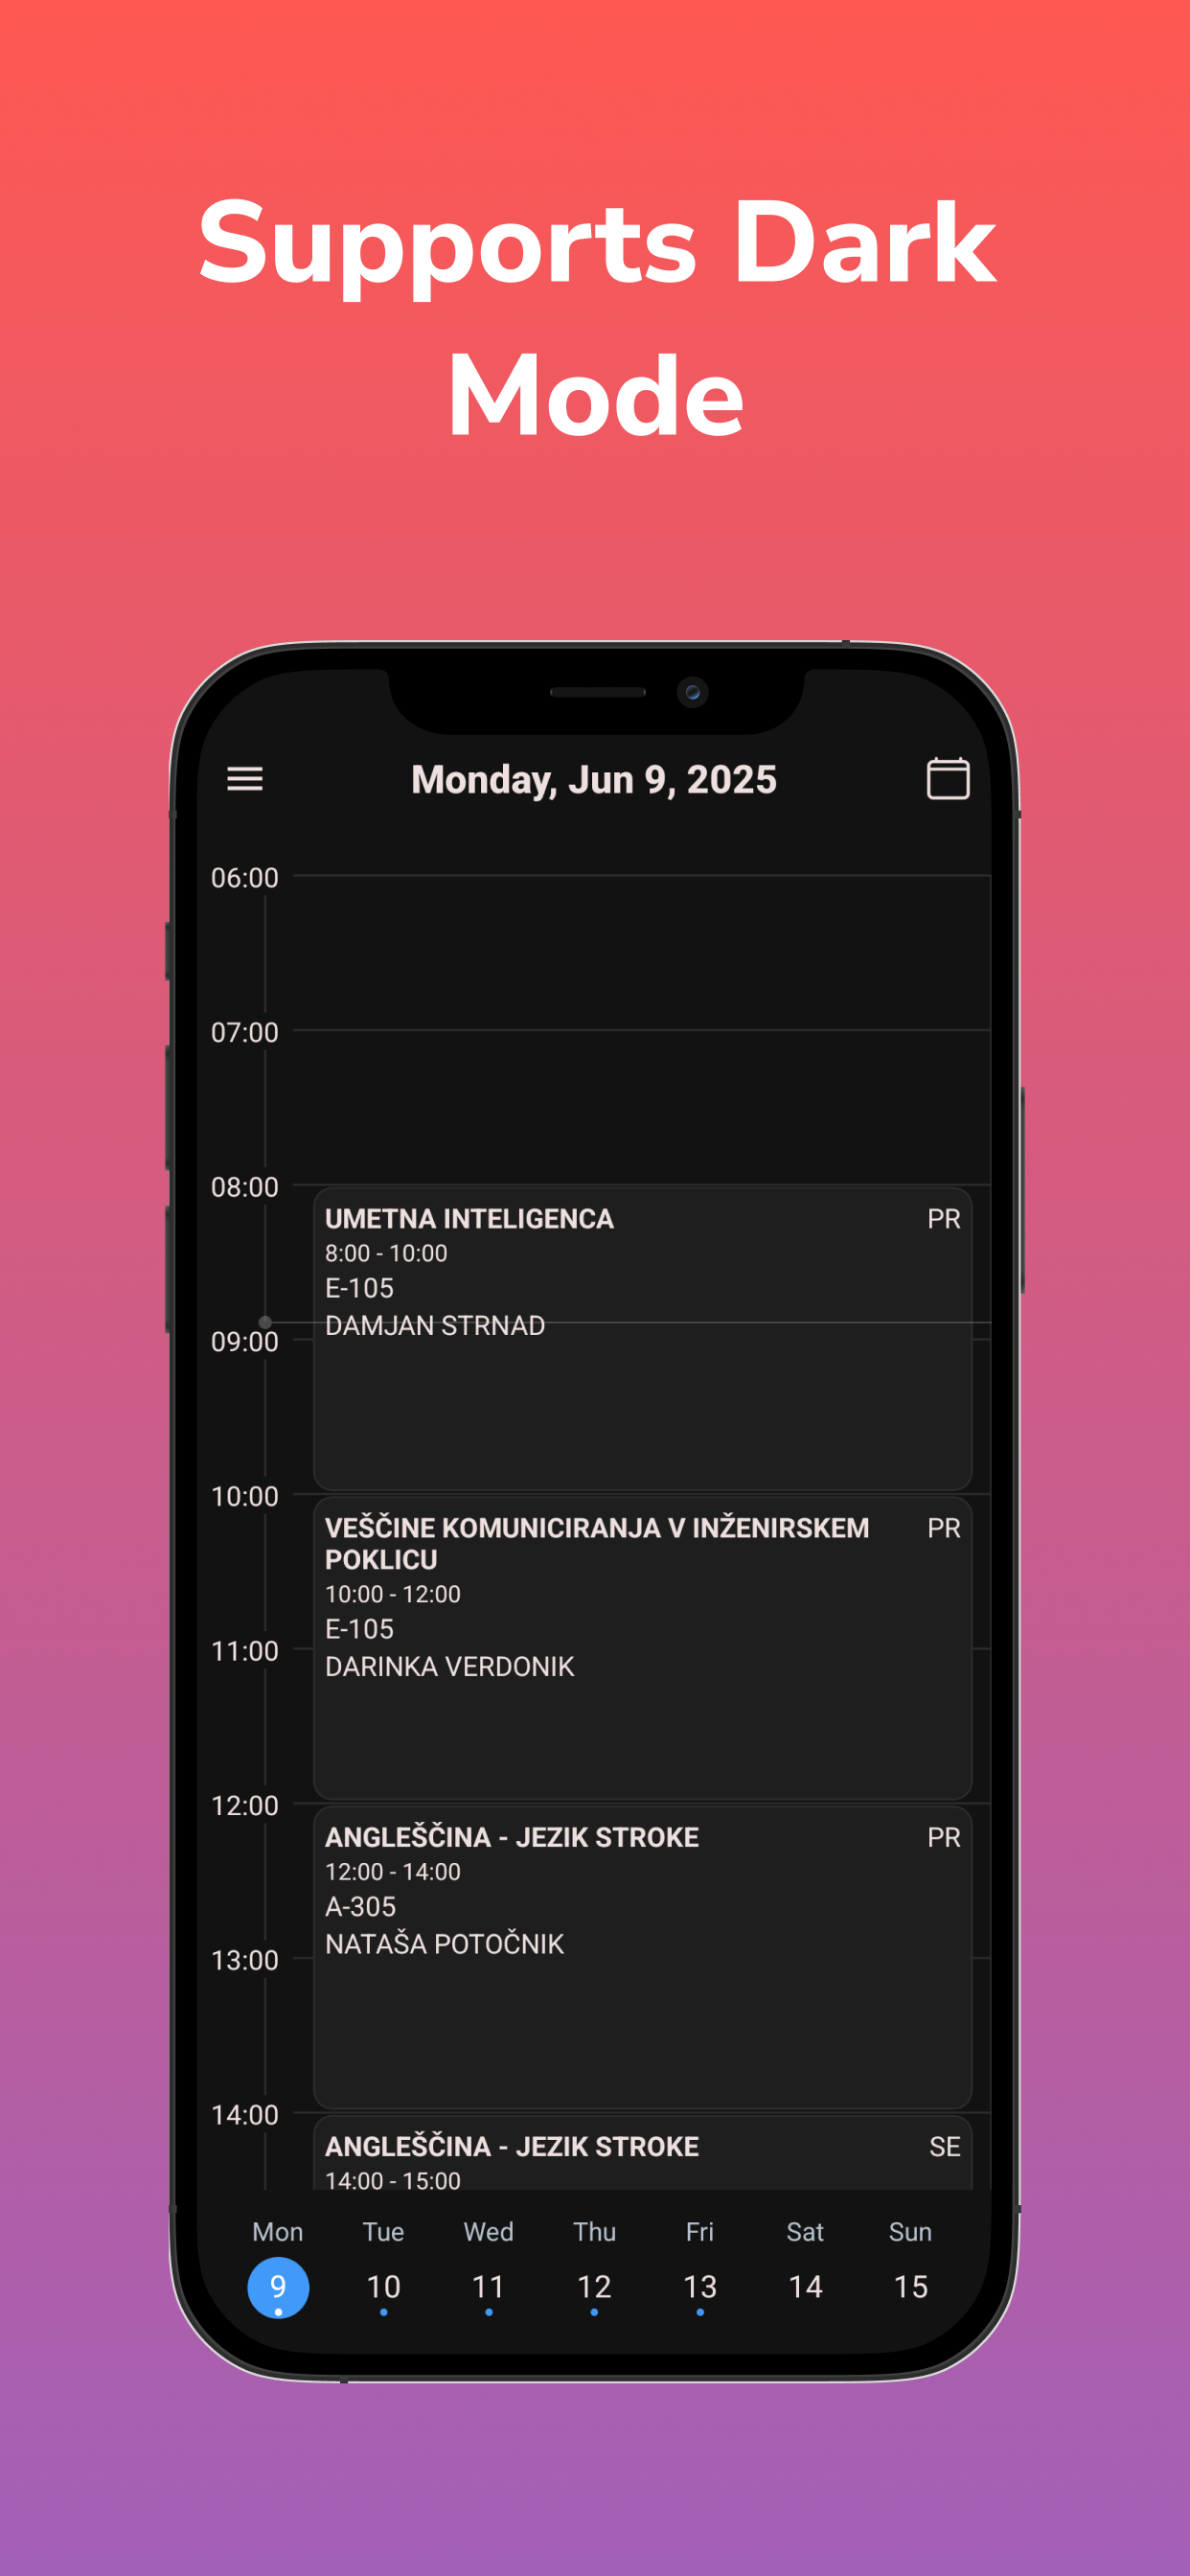 Supports Dark
Mode
Monday, Jun 9, 2025
06:00
07:00
08:00
UMETNA INTELIGENCA PR
8:00 - 10:00
E-105
DAMJAN STRNAD
09:00
10:00
VEŠČINE KOMUNICIRANJA V INŽENIRSKEM PR
POKLICU
10:00 - 12:00
E-105
11:00
DARINKA VERDONIK
12:00
ANGLEŠČINA - JEZIK STROKE PR
12:00 - 14:00
A-305
NATAŠA POTOČNIK
13:00
14:00
ANGLEŠČINA - JEZIK STROKE SE
14:00 - 15:00
Mon Tue Wed Thu Fri Sat Sun
9 10 11 12 13 14 15